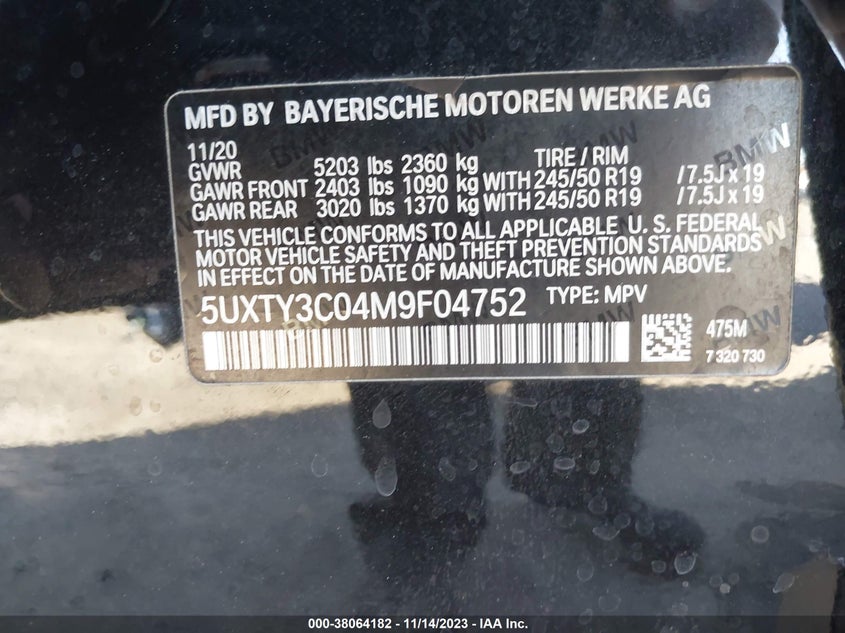 MFD BY BAYERISCHE MOTOREN WERKE AG
11/20
GVWR 5203 lbs 2360 kg TIRE / RIM
GAWR FRONT 2403 lbs 1090 kg WITH 245/50 R19 /7.5J x 19
GAWR REAR 3020 lbs 1370 kg WITH 245/50 R19 /7.5J x 19
THIS VEHICLE CONFORMS TO ALL APPLICABLE U. S. FEDERAL
MOTOR VEHICLE SAFETY AND THEFT PREVENTION STANDARDS
IN EFFECT ON THE DATE OF MANUFACTURE SHOWN ABOVE.
5UXTY3C04M9F04752 TYPE: MPV
475M
7 320 730
BMW
BMW
BMW
000-38064182 - 11/14/2023 - IAA Inc.